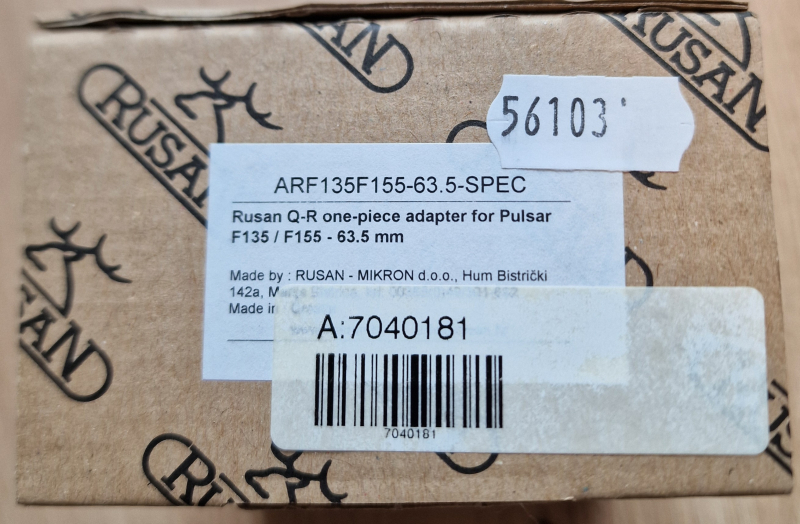 RUSAN
RUSAN
56103
RUSAN
ARF135F155-63.5-SPEC
Rusan Q-R one-piece adapter for Pulsar
F135 / F155 - 63.5 mm
Made by : RUSAN - MIKRON d.o.o., Hum Bistrički
142a,
Made in
A:7040181
7040181